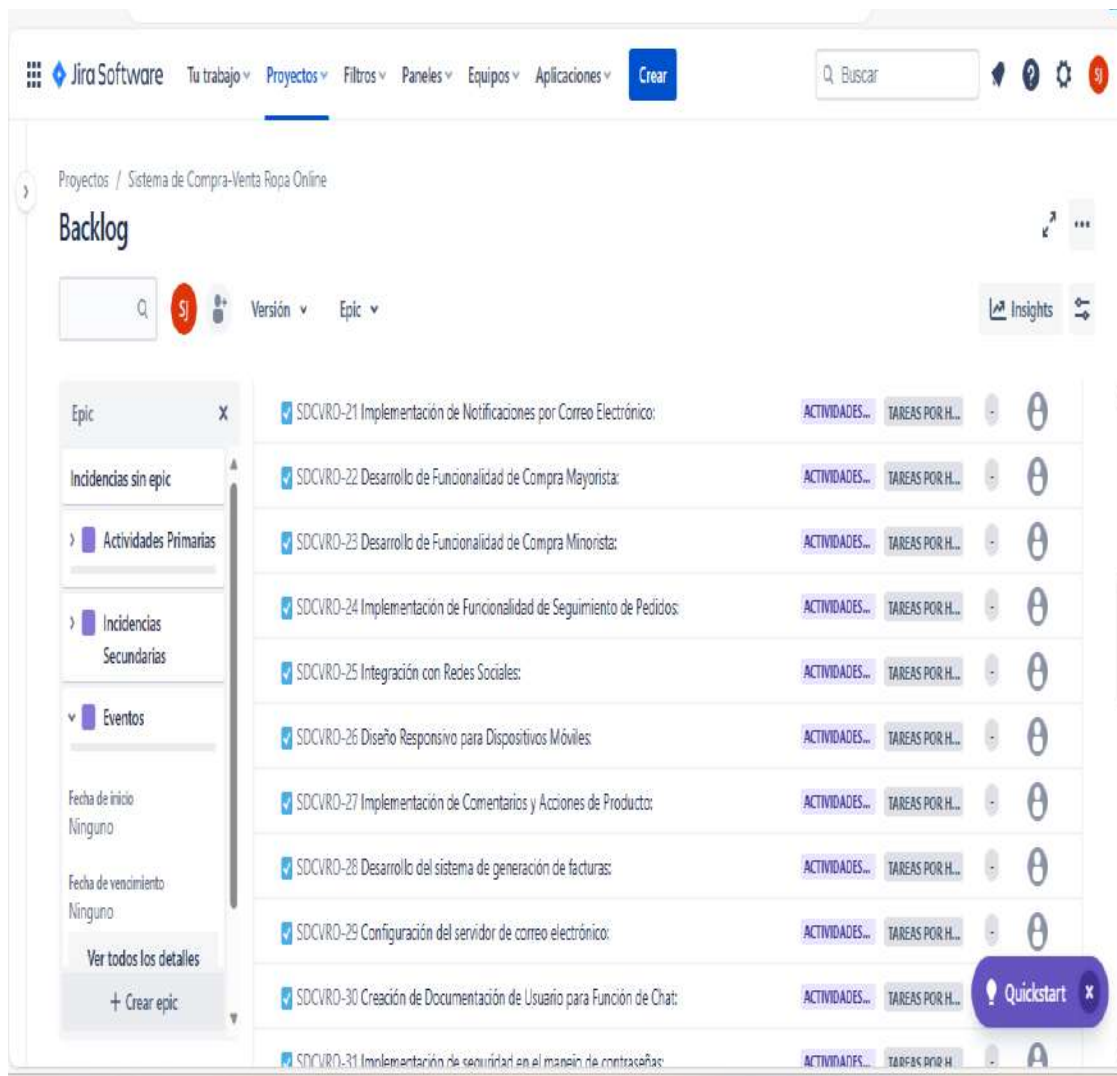 Jira Software Tu trabajo Proyectos Filtros Paneles Equipos Aplicaciones Crear Buscar SJ
Proyectos / Sistema de Compra-Venta Ropa Online
Backlog
SJ Versión Epic Insights
Epic
Incidencias sin epic
Actividades Primarias
Incidencias
Secundarias
Eventos
Fecha de inicio
Ninguno
Fecha de vencimiento
Ninguno
Ver todos los detalles
+ Crear epic
SDCVRO-21 Implementación de Notificaciones por Correo Electrónico: ACTIVIDADES... TAREAS POR H... -
SDCVRO-22 Desarrollo de Funcionalidad de Compra Mayorista: ACTIVIDADES... TAREAS POR H... -
SDCVRO-23 Desarrollo de Funcionalidad de Compra Minorista: ACTIVIDADES... TAREAS POR H... -
SDCVRO-24 Implementación de Funcionalidad de Seguimiento de Pedidos: ACTIVIDADES... TAREAS POR H... -
SDCVRO-25 Integración con Redes Sociales: ACTIVIDADES... TAREAS POR H... -
SDCVRO-26 Diseño Responsivo para Dispositivos Móviles: ACTIVIDADES... TAREAS POR H... -
SDCVRO-27 Implementación de Comentarios y Acciones de Producto: ACTIVIDADES... TAREAS POR H... -
SDCVRO-28 Desarrollo del sistema de generación de facturas: ACTIVIDADES... TAREAS POR H... -
SDCVRO-29 Configuración del servidor de correo electrónico: ACTIVIDADES... TAREAS POR H... -
SDCVRO-30 Creación de Documentación de Usuario para Función de Chat: ACTIVIDADES... TAREAS POR H...
Quickstart
SDCVRO-31 Implementación de seguridad en el manejo de contraseñas: ACTIVIDADES... TAREAS POR H...